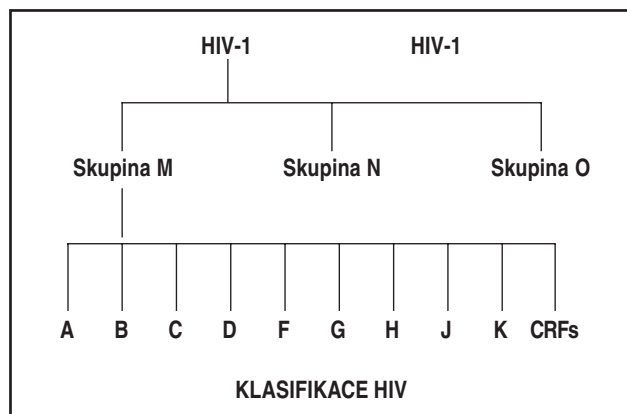 HIV-1 HIV-1
Skupina M Skupina N Skupina O
A B C D F G H J K CRFs
KLASIFIKACE HIV